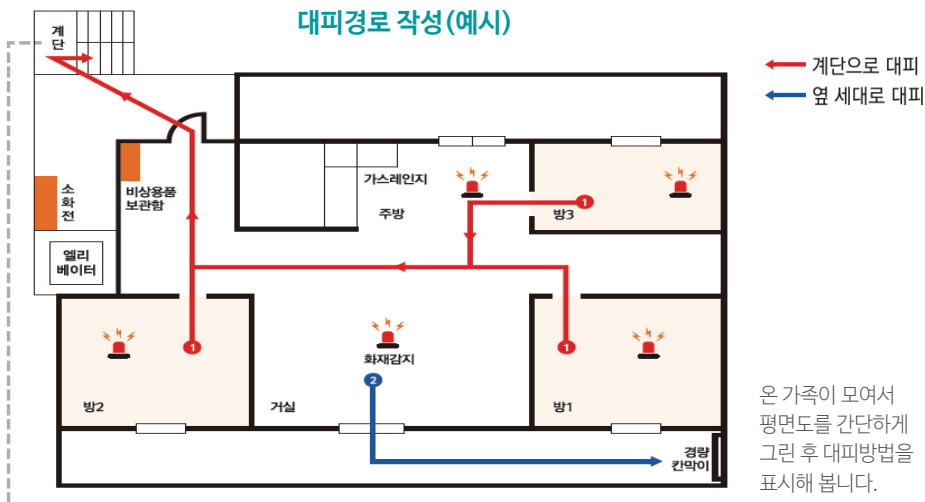 대피경로 작성(예시)
계
단
계단으로 대피
옆 세대로 대피
소
화
전
비상용품
보관함
가스레인지
주방
1
방3
엘리
베이터
1
방2
화재감지
2
거실
1
방1
경량
칸막이
온 가족이 모여서
평면도를 간단하게
그린 후 대피방법을
표시해 봅니다.